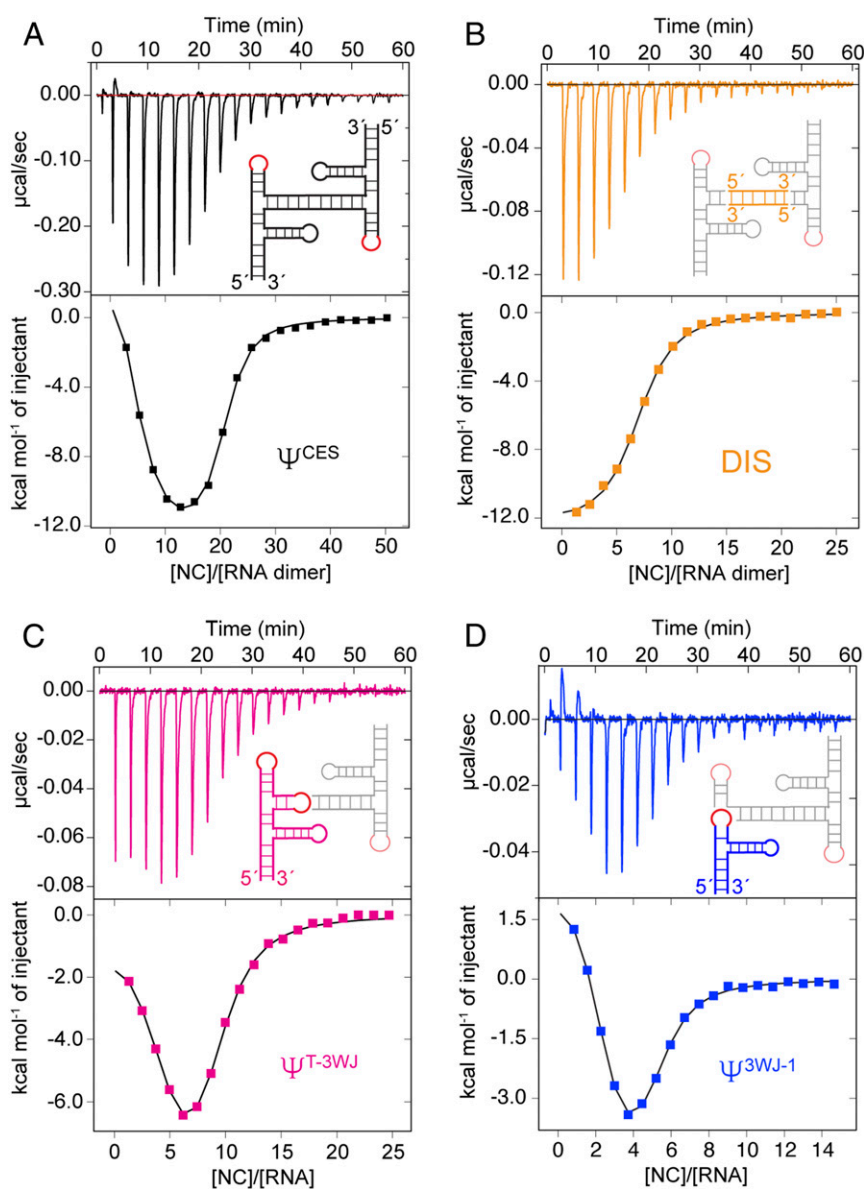 A
Time (min)
0 10 20 30 40 50 60
µcal/sec
0.00
-0.10
-0.20
-0.30
3´ 5´
5´ 3´
kcal mol⁻¹ of injectant
0.0
-4.0
-8.0
-12.0
Ψ^CES
0 10 20 30 40 50
[NC]/[RNA dimer]
B
Time (min)
0 10 20 30 40 50 60
µcal/sec
0.00
-0.04
-0.08
-0.12
5´ 3´
3´ 5´
kcal mol⁻¹ of injectant
0.0
-4.0
-8.0
-12.0
DIS
0 5 10 15 20 25
[NC]/[RNA dimer]
C
Time (min)
0 10 20 30 40 50 60
µcal/sec
0.00
-0.02
-0.04
-0.06
-0.08
5´ 3´
kcal mol⁻¹ of injectant
0.0
-2.0
-4.0
-6.0
Ψ^T-3WJ
0 5 10 15 20 25
[NC]/[RNA]
D
Time (min)
0 10 20 30 40 50 60
µcal/sec
0.00
-0.02
-0.04
5´ 3´
kcal mol⁻¹ of injectant
1.5
0.0
-1.5
-3.0
Ψ^3WJ-1
0 2 4 6 8 10 12 14
[NC]/[RNA]